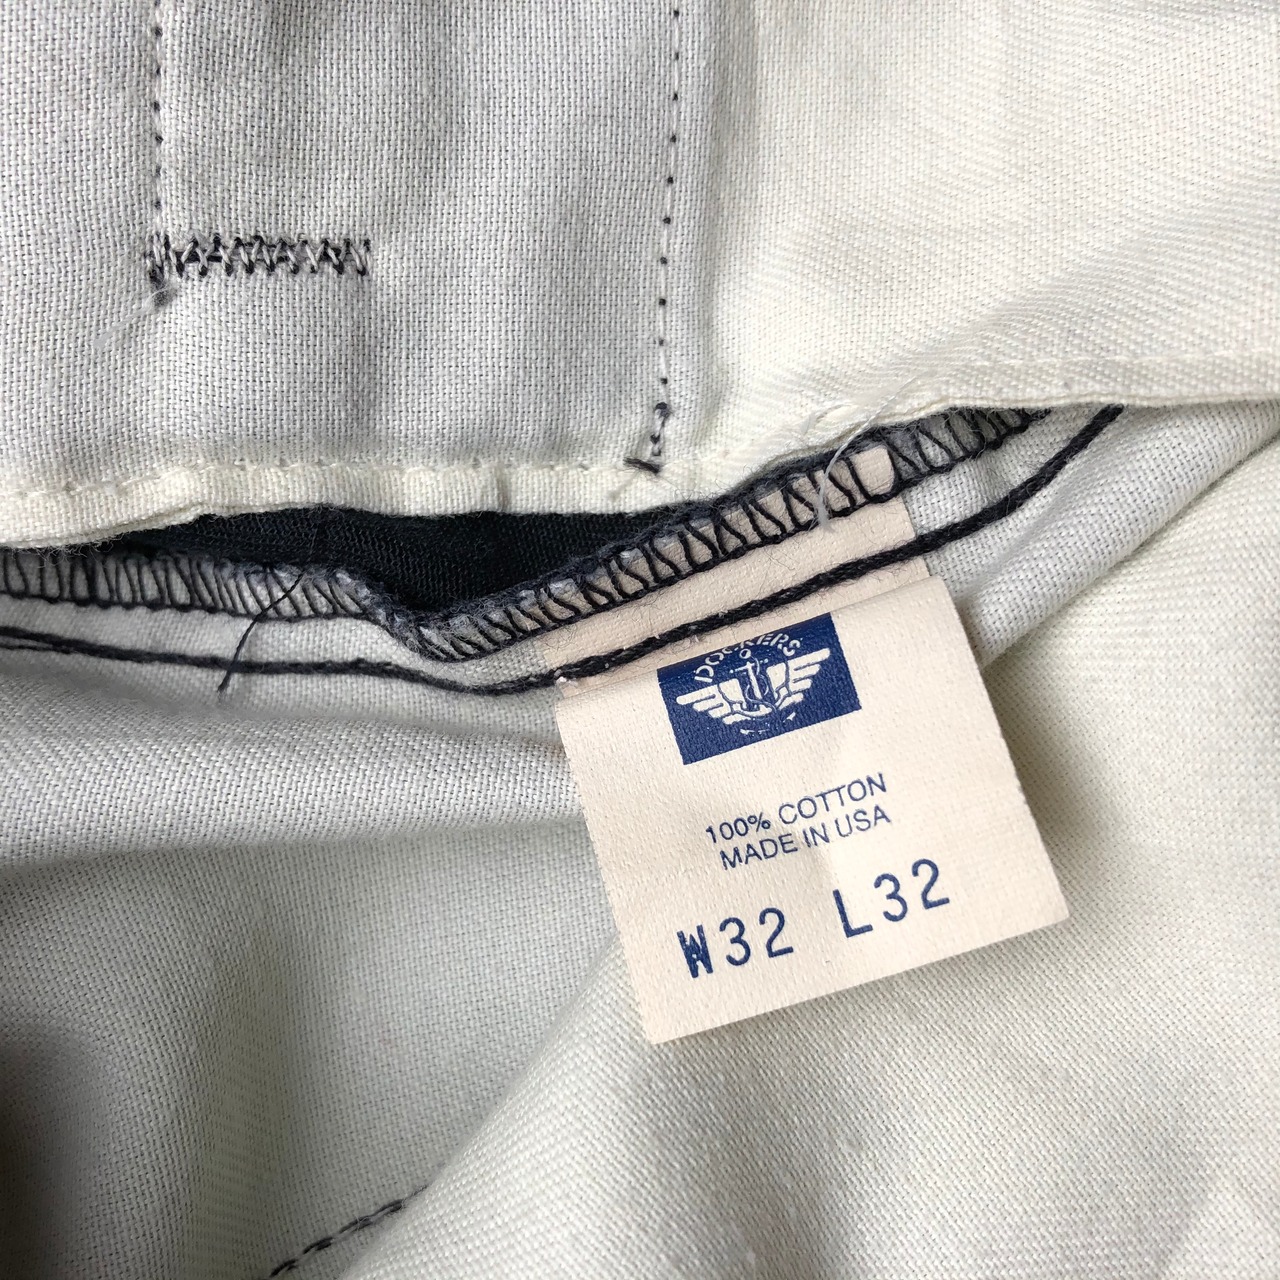 DOCKERS
100% COTTON
MADE IN USA
W32 L32